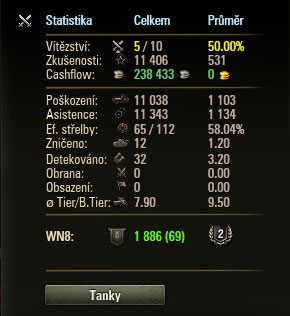 Statistika Celkem Průměr
Vítězství: 5 / 10 50.00%
Zkušenosti: 11 406 531
Cashflow: 238 433 0
Poškození: 11 038 1 103
Asistence: 11 343 1 134
Ef. střelby: 65 / 112 58.04%
Zničeno: 12 1.20
Detekováno: 32 3.20
Obrana: 0 0.00
Obsazení: 0 0.00
ø Tier/B.Tier: 7.90 9.50
WN8: 1 886 (69) 2
Tanky